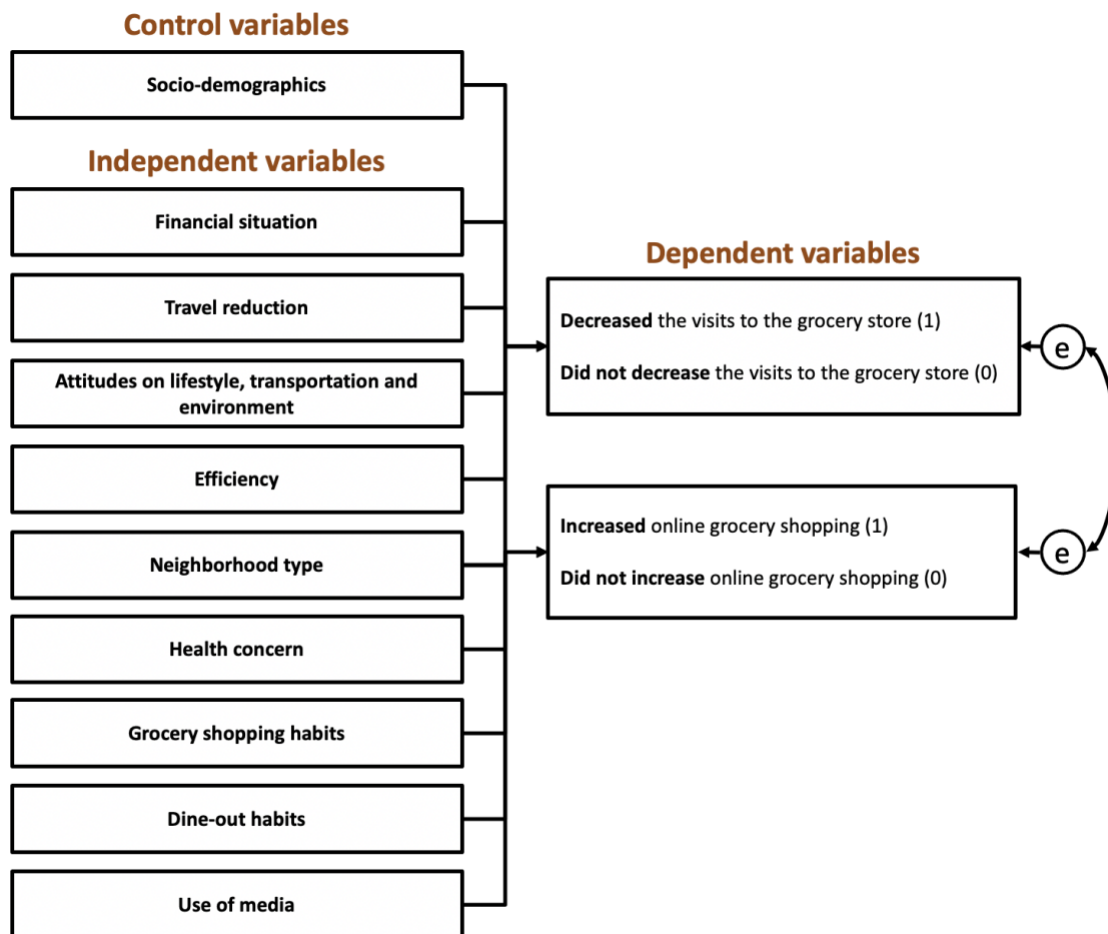 Control variables
Socio-demographics
Independent variables
Financial situation
Travel reduction
Attitudes on lifestyle, transportation and
environment
Efficiency
Neighborhood type
Health concern
Grocery shopping habits
Dine-out habits
Use of media
Dependent variables
Decreased the visits to the grocery store (1)
Did not decrease the visits to the grocery store (0)
e
Increased online grocery shopping (1)
Did not increase online grocery shopping (0)
e